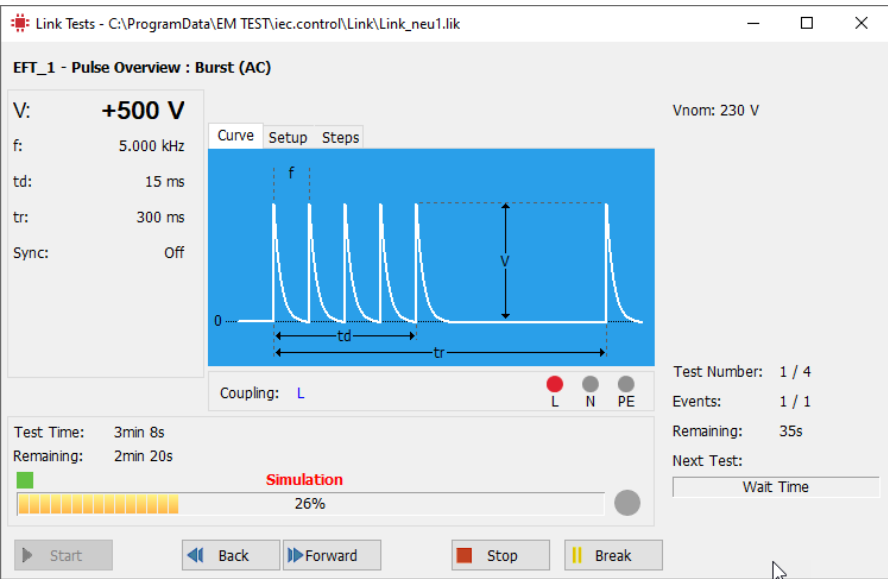 Link Tests - C:\ProgramData\EM TEST\iec.control\Link\Link_neu1.lik
EFT_1 - Pulse Overview : Burst (AC)
V: +500 V
f: 5.000 kHz
td: 15 ms
tr: 300 ms
Sync: Off
Curve Setup Steps
f
V
0
td
tr
Coupling: L
L N PE
Vnom: 230 V
Test Number: 1 / 4
Events: 1 / 1
Remaining: 35s
Next Test:
Wait Time
Test Time: 3min 8s
Remaining: 2min 20s
Simulation
26%
Start Back Forward Stop Break